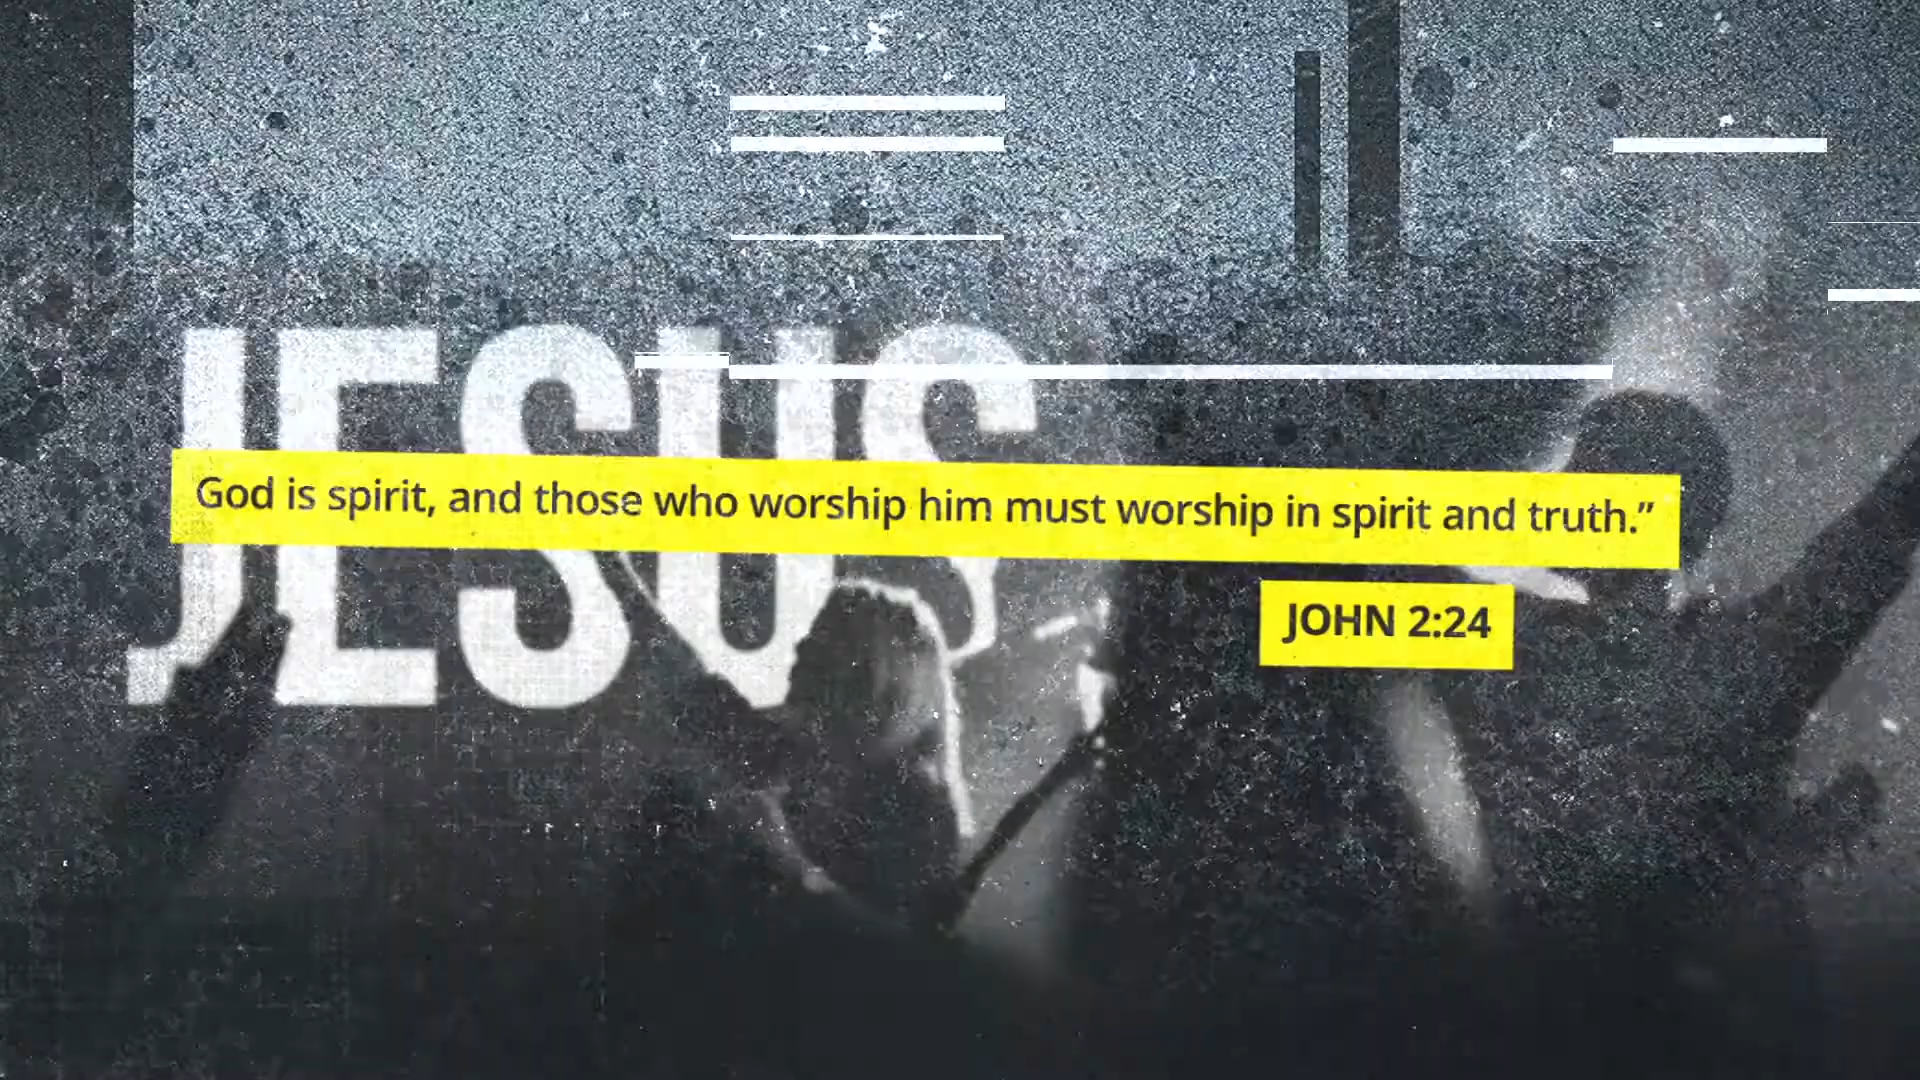 JESUS
God is spirit, and those who worship him must worship in spirit and truth.”
JOHN 2:24